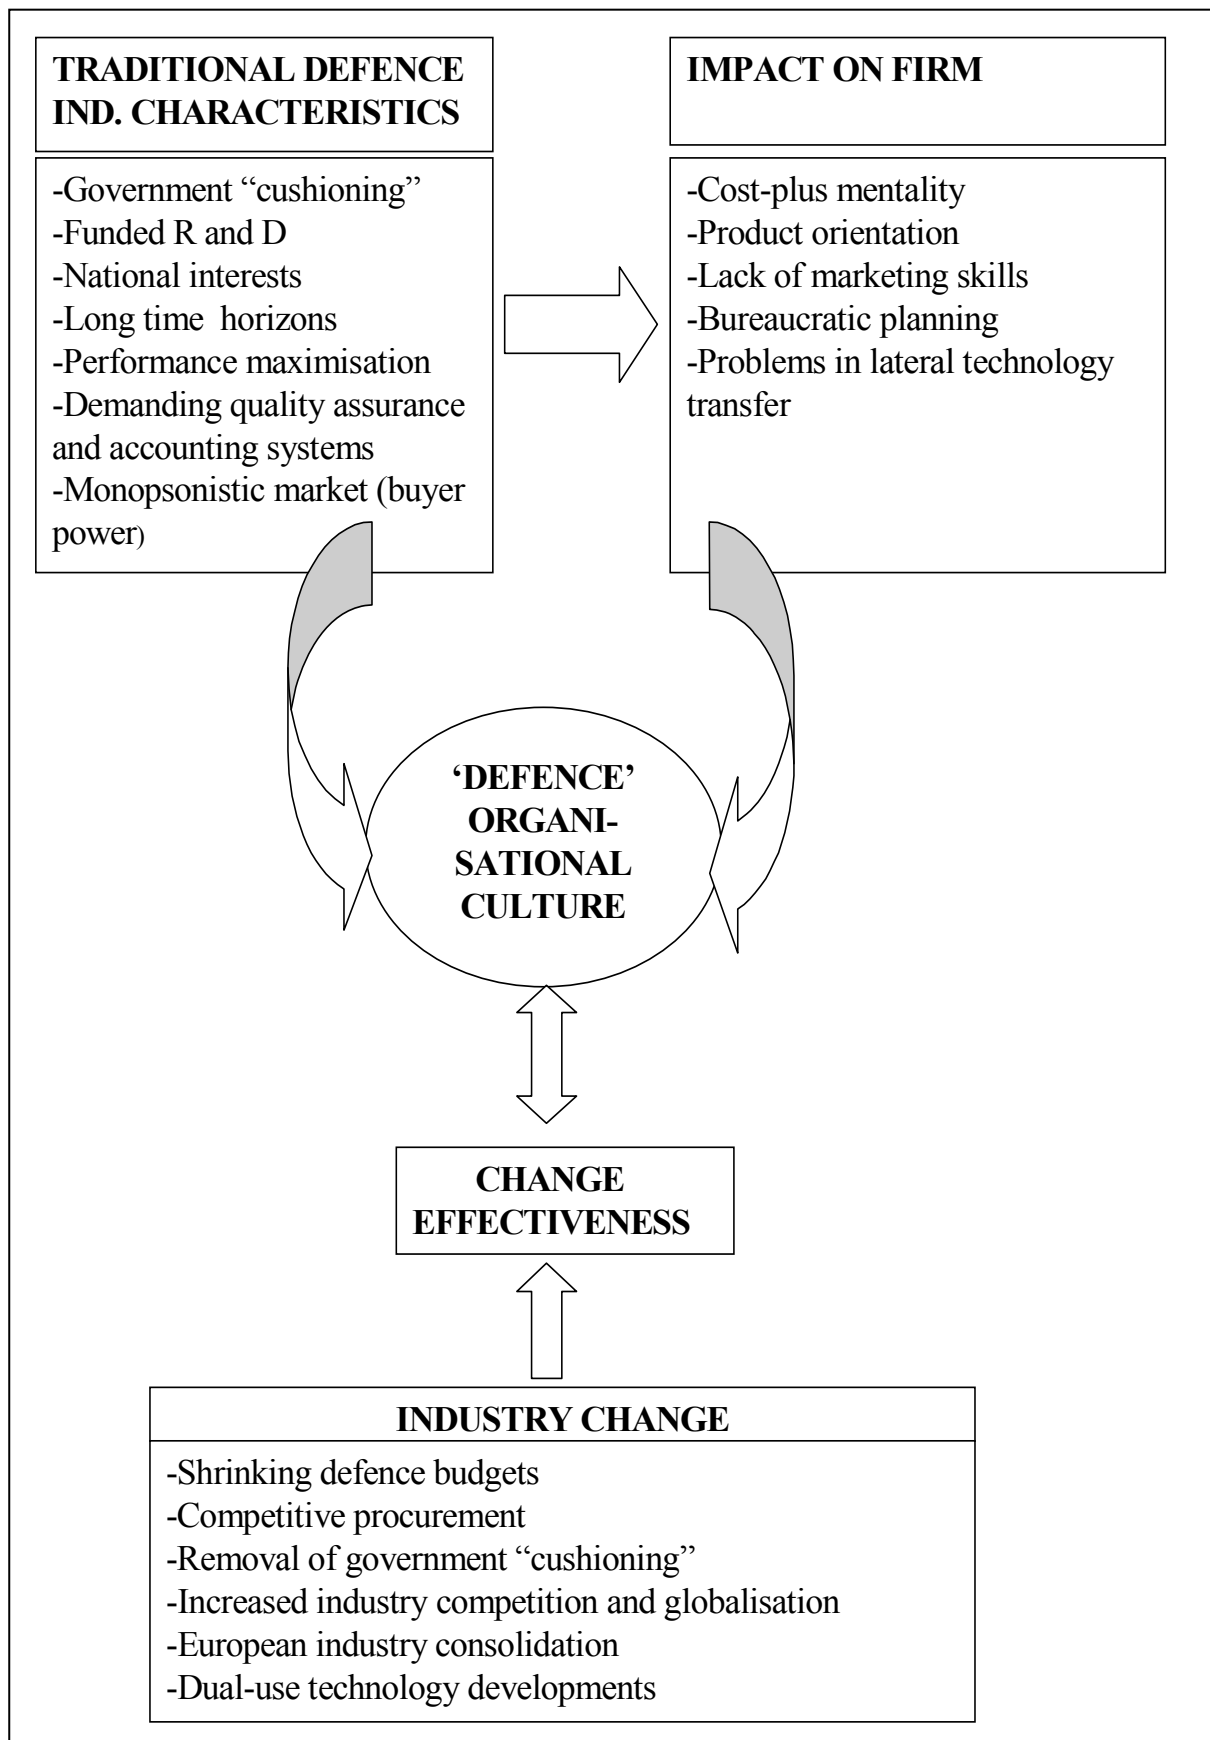 TRADITIONAL DEFENCE
IND. CHARACTERISTICS
-Government “cushioning”
-Funded R and D
-National interests
-Long time  horizons
-Performance maximisation
-Demanding quality assurance
and accounting systems
-Monopsonistic market (buyer
power)
IMPACT ON FIRM
-Cost-plus mentality
-Product orientation
-Lack of marketing skills
-Bureaucratic planning
-Problems in lateral technology
transfer
‘DEFENCE’
ORGANI-
SATIONAL
CULTURE
CHANGE
EFFECTIVENESS
INDUSTRY CHANGE
-Shrinking defence budgets
-Competitive procurement
-Removal of government “cushioning”
-Increased industry competition and globalisation
-European industry consolidation
-Dual-use technology developments